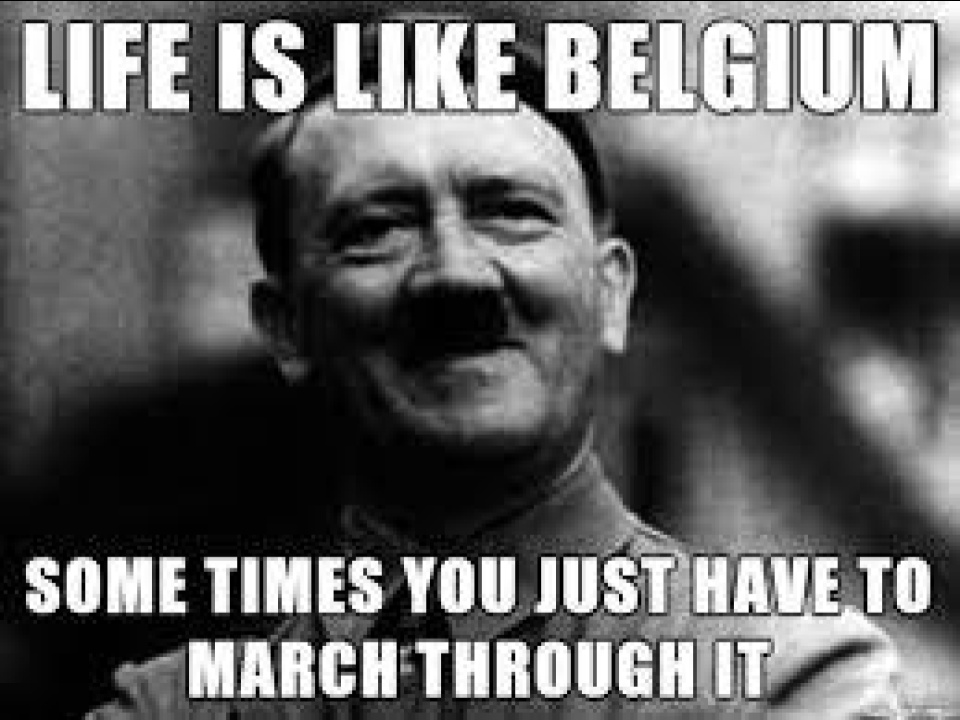 LIFE IS LIKE BELGIUM
SOME TIMES YOU JUST HAVE TO
MARCH THROUGH IT